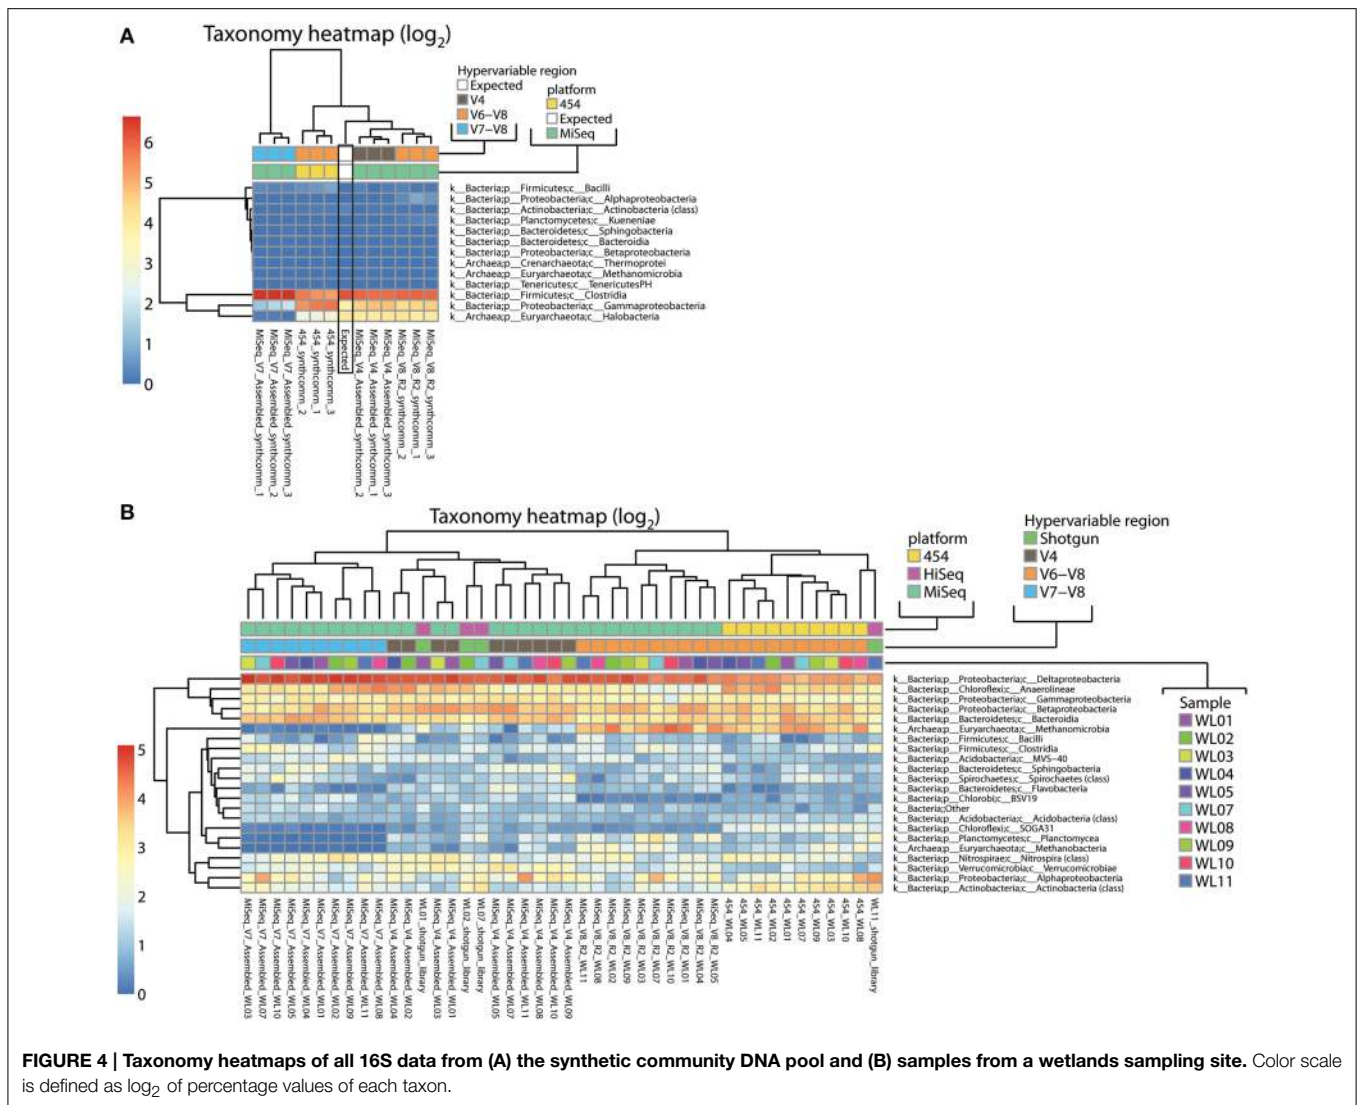 A
Taxonomy heatmap (log2)
Hypervariable region
Expected
V4
V6−V8
V7−V8
platform
454
Expected
MiSeq
6
5
4
3
2
1
0
k__Bacteria;p__Firmicutes;c__Bacilli
k__Bacteria;p__Proteobacteria;c__Alphaproteobacteria
k__Bacteria;p__Actinobacteria;c__Actinobacteria (class)
k__Bacteria;p__Planctomycetes;c__Kueneniae
k__Bacteria;p__Bacteroidetes;c__Sphingobacteria
k__Bacteria;p__Bacteroidetes;c__Bacteroidia
k__Bacteria;p__Proteobacteria;c__Betaproteobacteria
k__Archaea;p__Crenarchaeota;c__Thermoprotei
k__Archaea;p__Euryarchaeota;c__Methanomicrobia
k__Bacteria;p__Tenericutes;c__TenericutesPH
k__Bacteria;p__Firmicutes;c__Clostridia
k__Bacteria;p__Proteobacteria;c__Gammaproteobacteria
k__Archaea;p__Euryarchaeota;c__Halobacteria
MiSeq_V7_Assembled_synthcomm_1
MiSeq_V7_Assembled_synthcomm_2
MiSeq_V7_Assembled_synthcomm_3
454_synthcomm_2
454_synthcomm_1
454_synthcomm_3
Expected
MiSeq_V4_Assembled_synthcomm_2
MiSeq_V4_Assembled_synthcomm_1
MiSeq_V4_Assembled_synthcomm_3
MiSeq_V8_R2_synthcomm_2
MiSeq_V8_R2_synthcomm_1
MiSeq_V8_R2_synthcomm_3
B
Taxonomy heatmap (log2)
platform
454
HiSeq
MiSeq
Hypervariable region
Shotgun
V4
V6−V8
V7−V8
Sample
WL01
WL02
WL03
WL04
WL05
WL07
WL08
WL09
WL10
WL11
5
4
3
2
1
0
k__Bacteria;p__Proteobacteria;c__Deltaproteobacteria
k__Bacteria;p__Chloroflexi;c__Anaerolineae
k__Bacteria;p__Proteobacteria;c__Gammaproteobacteria
k__Bacteria;p__Proteobacteria;c__Betaproteobacteria
k__Bacteria;p__Bacteroidetes;c__Bacteroidia
k__Archaea;p__Euryarchaeota;c__Methanomicrobia
k__Bacteria;p__Firmicutes;c__Bacilli
k__Bacteria;p__Firmicutes;c__Clostridia
k__Bacteria;p__Acidobacteria;c__MVS−40
k__Bacteria;p__Bacteroidetes;c__Sphingobacteria
k__Bacteria;p__Spirochaetes;c__Spirochaetes (class)
k__Bacteria;p__Bacteroidetes;c__Flavobacteria
k__Bacteria;p__Chlorobi;c__BSV19
k__Bacteria;Other
k__Bacteria;p__Acidobacteria;c__Acidobacteria (class)
k__Bacteria;p__Chloroflexi;c__SOGA31
k__Bacteria;p__Planctomycetes;c__Planctomycea
k__Archaea;p__Euryarchaeota;c__Methanobacteria
k__Bacteria;p__Nitrospirae;c__Nitrospira (class)
k__Bacteria;p__Verrucomicrobia;c__Verrucomicrobiae
k__Bacteria;p__Proteobacteria;c__Alphaproteobacteria
k__Bacteria;p__Actinobacteria;c__Actinobacteria (class)
MiSeq_V7_Assembled_WL03
MiSeq_V7_Assembled_WL07
MiSeq_V7_Assembled_WL10
MiSeq_V7_Assembled_WL05
MiSeq_V7_Assembled_WL04
MiSeq_V7_Assembled_WL01
MiSeq_V7_Assembled_WL02
MiSeq_V7_Assembled_WL09
MiSeq_V7_Assembled_WL11
MiSeq_V7_Assembled_WL08
MiSeq_V4_Assembled_WL04
MiSeq_V4_Assembled_WL02
WL01_shotgun_library
MiSeq_V4_Assembled_WL03
MiSeq_V4_Assembled_WL01
WL02_shotgun_library
WL07_shotgun_library
MiSeq_V4_Assembled_WL05
MiSeq_V4_Assembled_WL07
MiSeq_V4_Assembled_WL11
MiSeq_V4_Assembled_WL08
MiSeq_V4_Assembled_WL10
MiSeq_V4_Assembled_WL09
MiSeq_V8_R2_WL11
MiSeq_V8_R2_WL08
MiSeq_V8_R2_WL02
MiSeq_V8_R2_WL09
MiSeq_V8_R2_WL03
MiSeq_V8_R2_WL07
MiSeq_V8_R2_WL10
MiSeq_V8_R2_WL01
MiSeq_V8_R2_WL04
MiSeq_V8_R2_WL05
454_WL04
454_WL05
454_WL11
454_WL02
454_WL01
454_WL07
454_WL09
454_WL03
454_WL10
454_WL08
WL11_shotgun_library
FIGURE 4 | Taxonomy heatmaps of all 16S data from (A) the synthetic community DNA pool and (B) samples from a wetlands sampling site. Color scale
is defined as log2 of percentage values of each taxon.